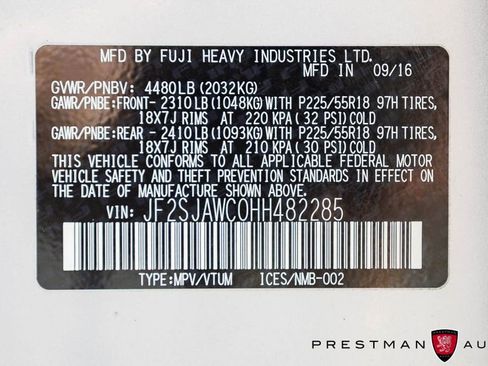 MFD BY FUJI HEAVY INDUSTRIES LTD.
MFD IN 09/16
GVWR/PNBV: 4480LB (2032KG)
GAWR/PNBE:FRONT- 2310LB (1048KG) WITH P225/55R18 97H TIRES,
18X7J RIMS AT 220 KPA (32 PSI) COLD
GAWR/PNBE:REAR - 2410LB (1093KG) WITH P225/55R18 97H TIRES,
18X7J RIMS AT 210 KPA (30 PSI) COLD
THIS VEHICLE CONFORMS TO ALL APPLICABLE FEDERAL MOTOR
VEHICLE SAFETY AND THEFT PREVENTION STANDARDS IN EFFECT
ON THE DATE OF MANUFACTURE SHOWN ABOVE.
VIN: JF2SJAWC0HH482285
TYPE:MPV/VTUM ICES/NMB-002
PRESTMAN AU